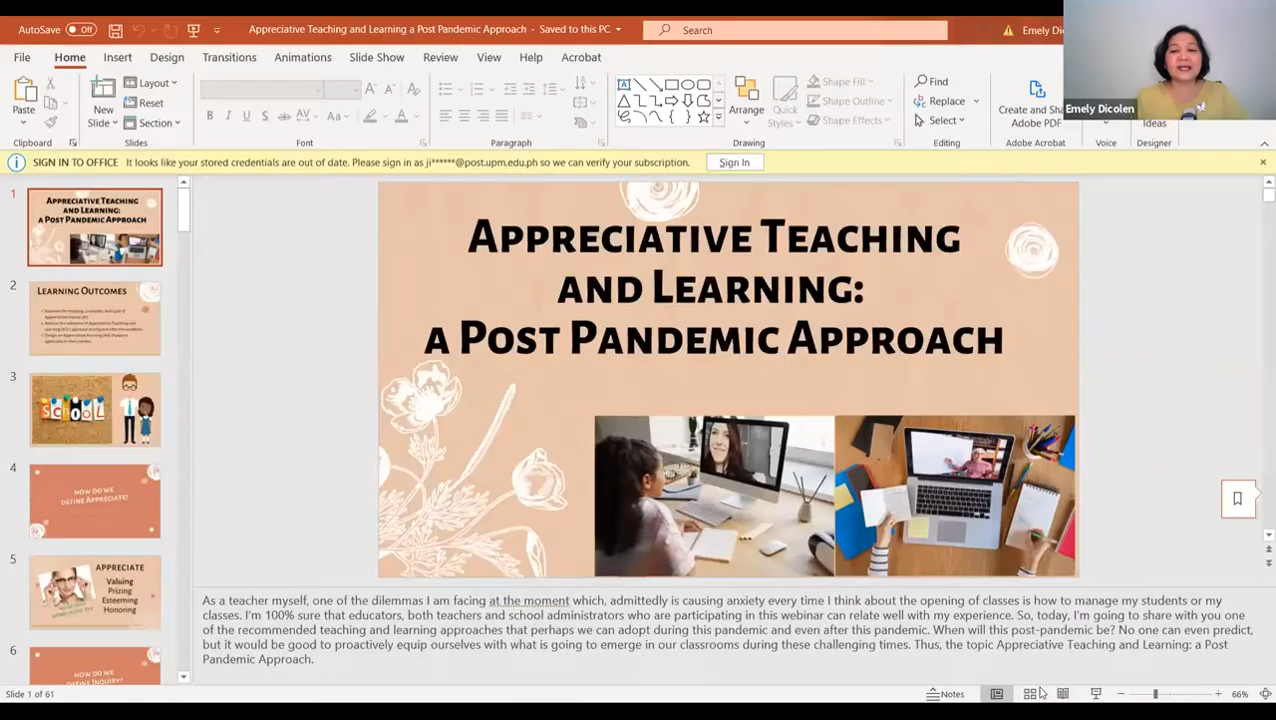 AutoSave Off Appreciative Teaching and Learning a Post Pandemic Approach - Saved to this PC Search Emely Dic
File Home Insert Design Transitions Animations Slide Show Review View Help Acrobat
Emely Dicolen
Paste New Slide Layout Reset Section
Arrange Quick Styles Shape Fill Shape Outline Shape Effects
Find Replace Select
Create and Sha Adobe PDF
Ideas
Clipboard Slides Font Paragraph Drawing Editing Adobe Acrobat Voice Designer
SIGN IN TO OFFICE It looks like your stored credentials are out of date. Please sign in as ji******@post.upm.edu.ph so we can verify your subscription. Sign In
1
APPRECIATIVE TEACHING
AND LEARNING:
A POST PANDEMIC APPROACH
2
LEARNING OUTCOMES
3
SCHOOL
4
HOW DO WE
DEFINE APPRECIATE?
5
APPRECIATE
Valuing
Prizing
Esteeming
Honoring
6
HOW DO WE
DEFINE INQUIRY?
APPRECIATIVE TEACHING
AND LEARNING:
A POST PANDEMIC APPROACH
As a teacher myself, one of the dilemmas I am facing at the moment which, admittedly is causing anxiety every time I think about the opening of classes is how to manage my students or my
classes. I'm 100% sure that educators, both teachers and school administrators who are participating in this webinar can relate well with my experience. So, today, I'm going to share with you one
of the recommended teaching and learning approaches that perhaps we can adopt during this pandemic and even after this pandemic. When will this post-pandemic be? No one can even predict,
but it would be good to proactively equip ourselves with what is going to emerge in our classrooms during these challenging times. Thus, the topic Appreciative Teaching and Learning: a Post
Pandemic Approach.
Slide 1 of 61 Notes 66%